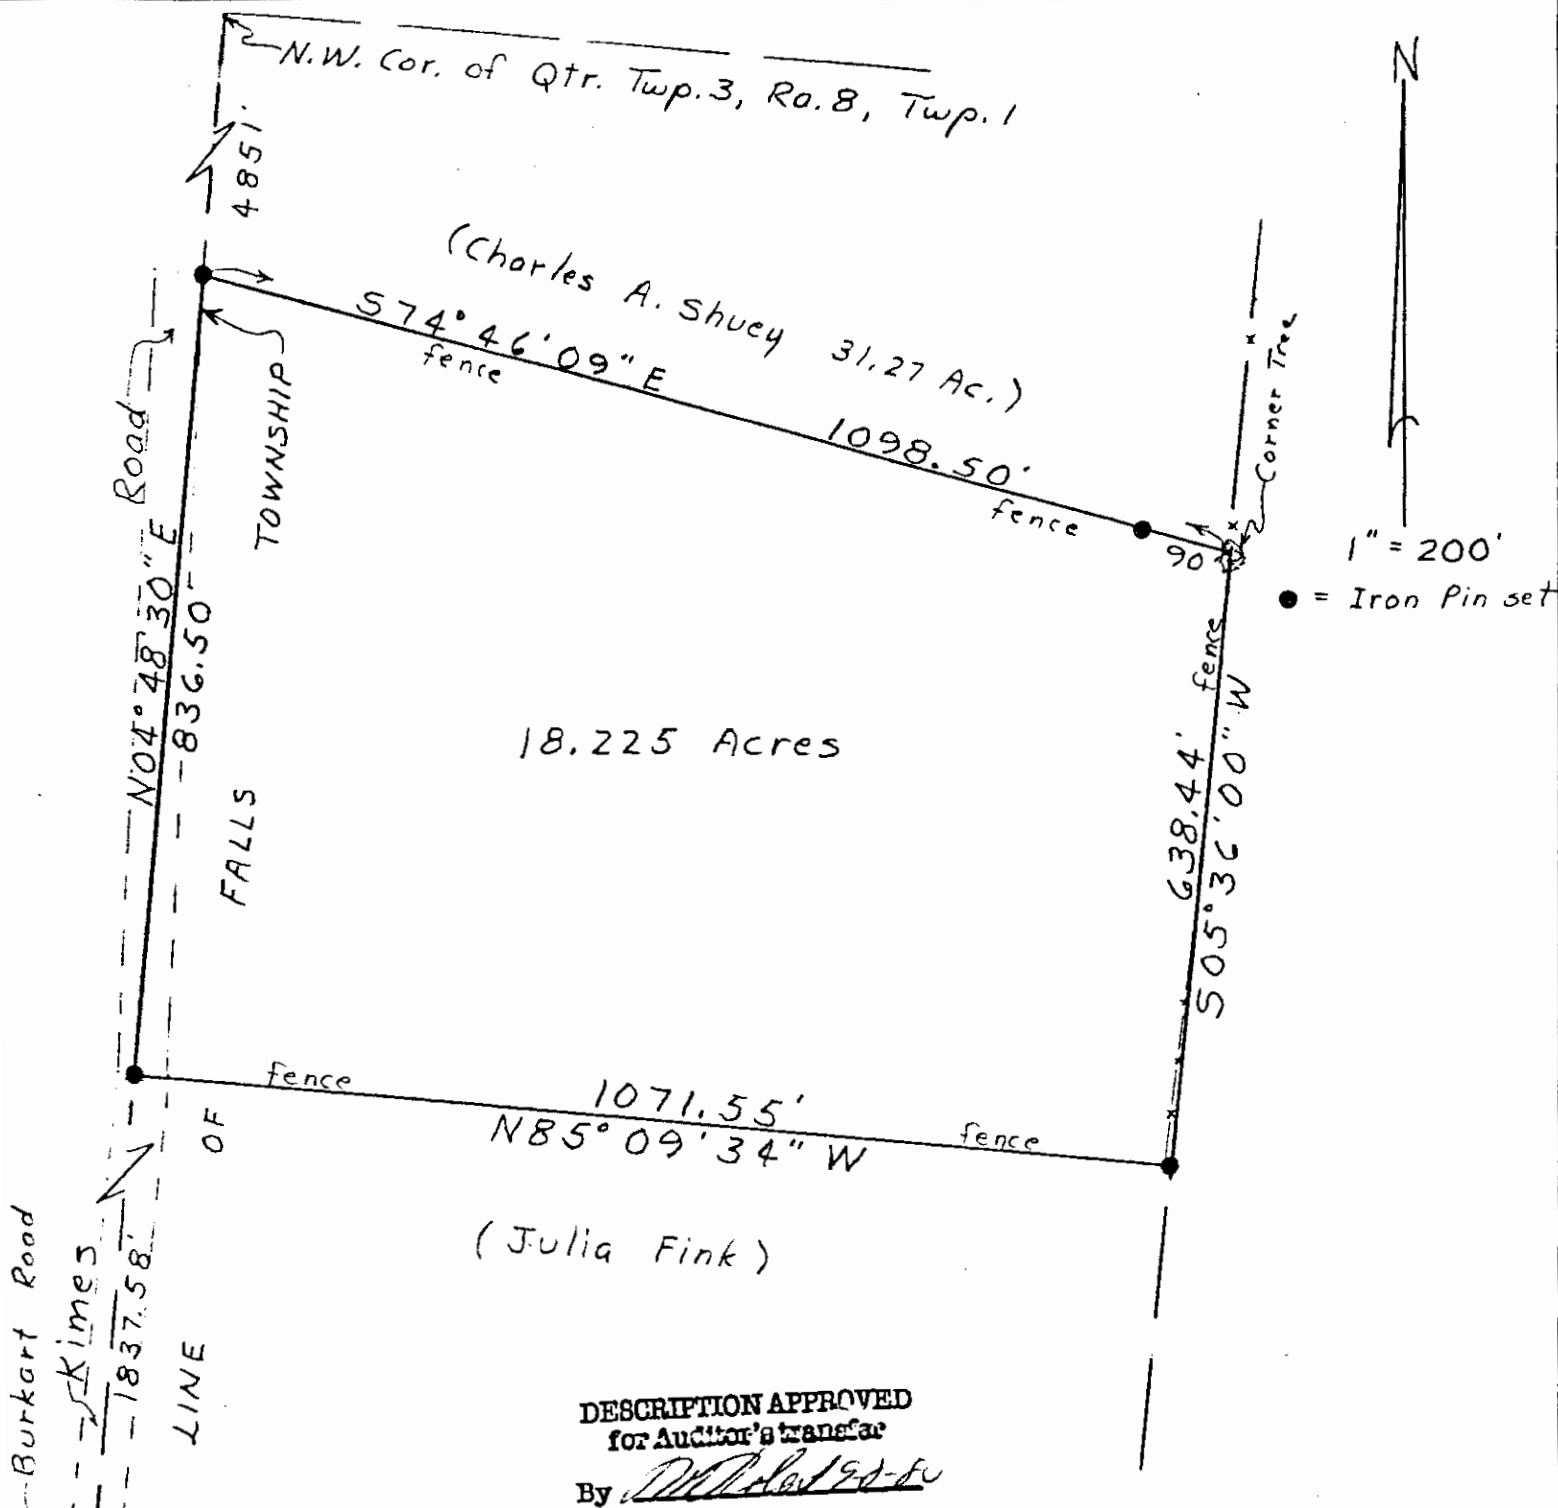 N.W. Cor. of Qtr. Twp.3, Ra.8, Twp.1
N
4851'
(Charles A. Shuey 31.27 Ac.)
S74°46'09"E
fence
1098.50'
fence
90'
Corner Tree
1" = 200'
● = Iron Pin set
Road
TOWNSHIP
N04°48'30"E
836.50'
18.225 Acres
fence
638.44'
S05°36'00"W
FALLS
fence
1071.55'
fence
N85°09'34"W
OF
(Julia Fink)
Burkart Road
Kimes
1837.58'
LINE
DESCRIPTION APPROVED
for Auditor's transfer
By